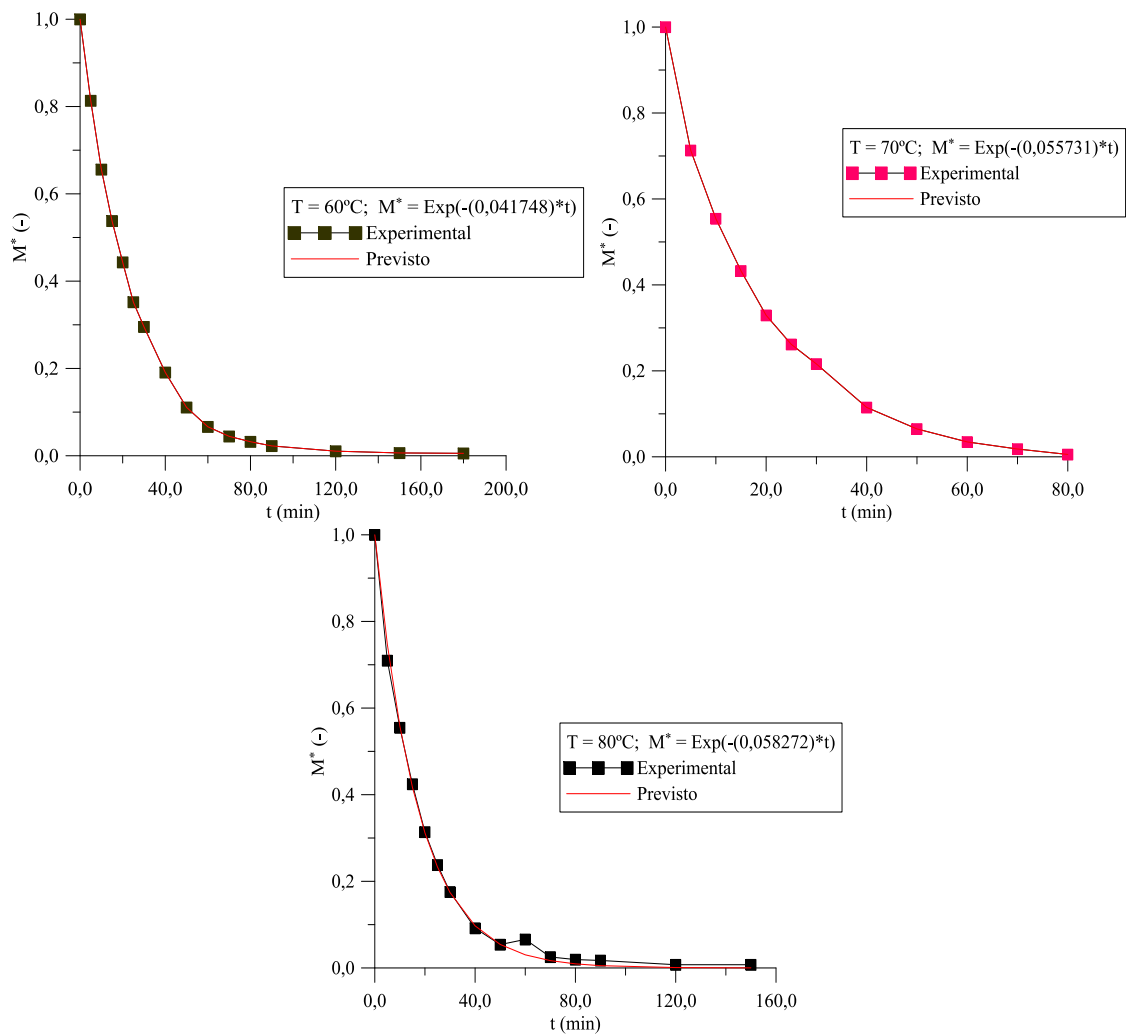 1,0
0,8
0,6
0,4
0,2
0,0
M* (-)
0,0 40,0 80,0 120,0 160,0 200,0
t (min)
T = 60ºC; M* = Exp(-(0,041748)*t)
Experimental
Previsto
1,0
0,8
0,6
0,4
0,2
0,0
M* (-)
0,0 20,0 40,0 60,0 80,0
t (min)
T = 70ºC; M* = Exp(-(0,055731)*t)
Experimental
Previsto
1,0
0,8
0,6
0,4
0,2
0,0
M* (-)
0,0 40,0 80,0 120,0 160,0
t (min)
T = 80ºC; M* = Exp(-(0,058272)*t)
Experimental
Previsto